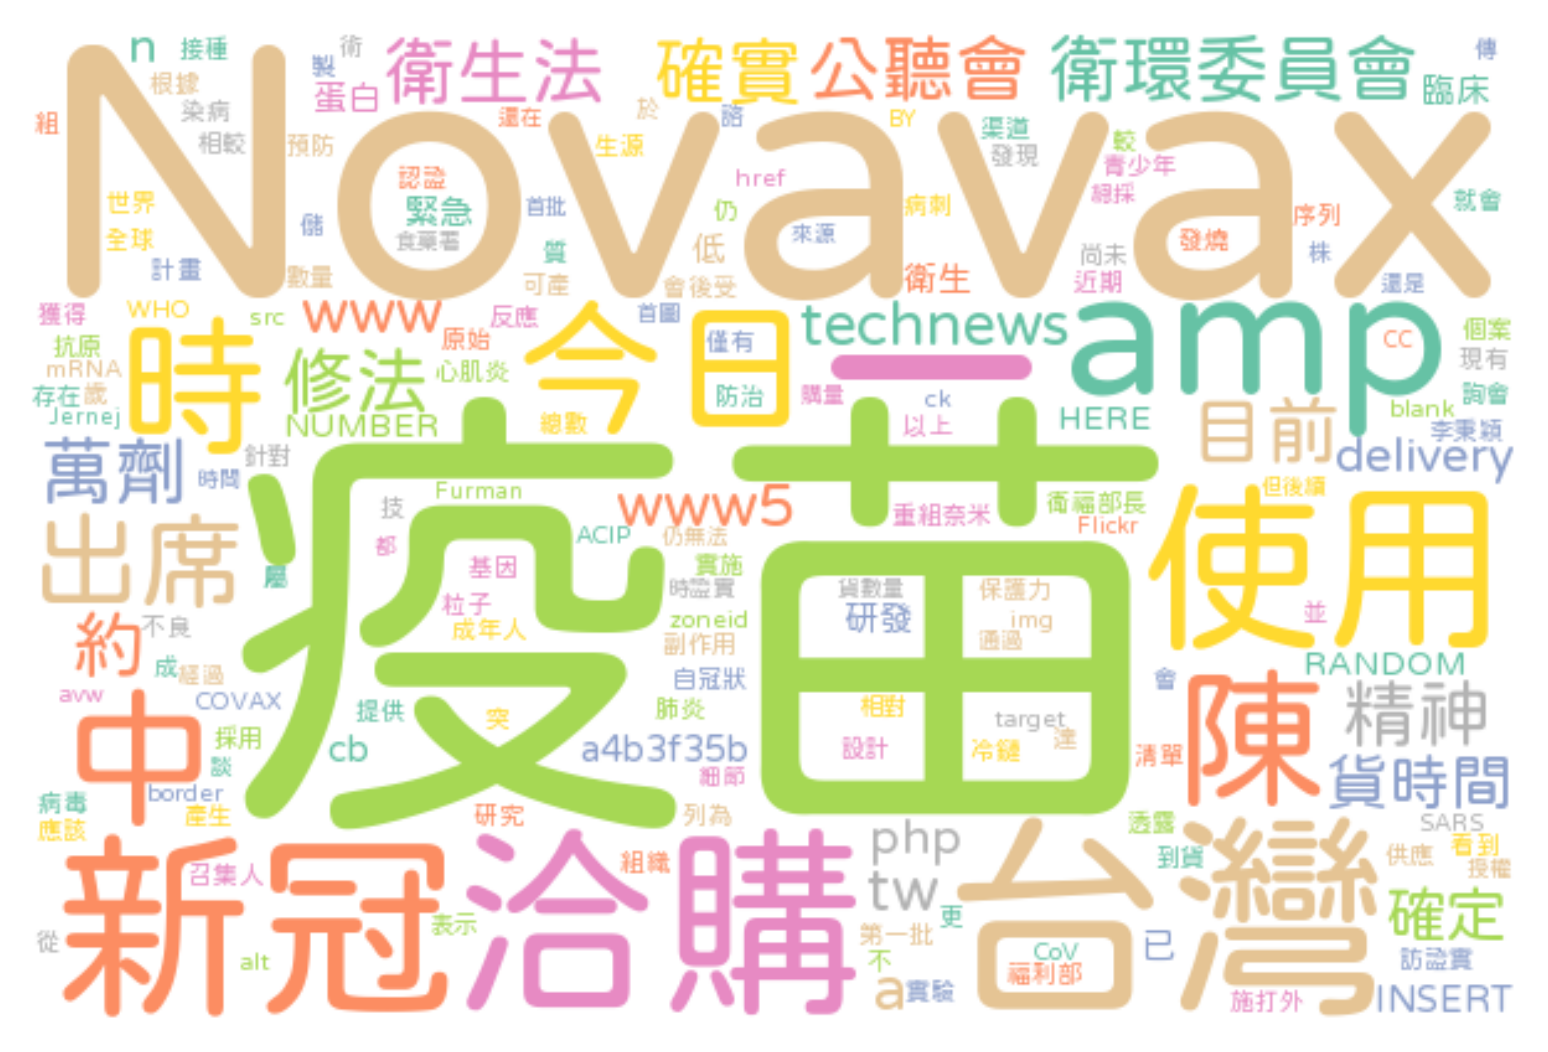 n 接種 術 衛生法 確實 公聽會 衛環委員會 傳
根據 製 蛋白 臨床
染病 組 Novavax 還在 於 諮 BY 渠道 較
相較 預防 生源 發現 青少年
認證 href 總採
世界 緊急 首批 仍 病刺 序列 就會
全球 儲 食藥署 質 低 來源 尚未 發燒 株
計畫 數量 可產 會後受 衛生 近期 還是
獲得 WHO src www 反應 今日 首圖 technews amp CC 個案
抗原 時 原始 僅有 一 現有
mRNA 修法 心肌炎 防治 購量 ck 詢會
存在 歲 以上 HERE blank
Jernej NUMBER 總數 目前 李秉穎
萬劑 時間 針對 疫苗 delivery
Furman www5 重組奈米 衛福部長 但後續
技 ACIP 仍無法 Flickr 使用
出席 都 基因 實施
屬 粒子 時證實 貨數量 保護力
約 不良 成年人 zoneid 研發 img 並
成 經過 副作用 通過 RANDOM
avw COVAX 自冠狀 會 陳 精神
中 提供 突 肺炎 相對 target
採用 cb a4b3f35b 設計 冷鏈 達 清單
談 border 細節 貨時間
病毒 產生 研究 列為 透露 SARS
應該 php 看到
新冠 召集人 洽購 組織 tw 台灣 到貨 供應 授權
表示 更 確定
從 alt 第一批 不 CoV 已 訪證實
a 實驗 福利部 施打外 INSERT